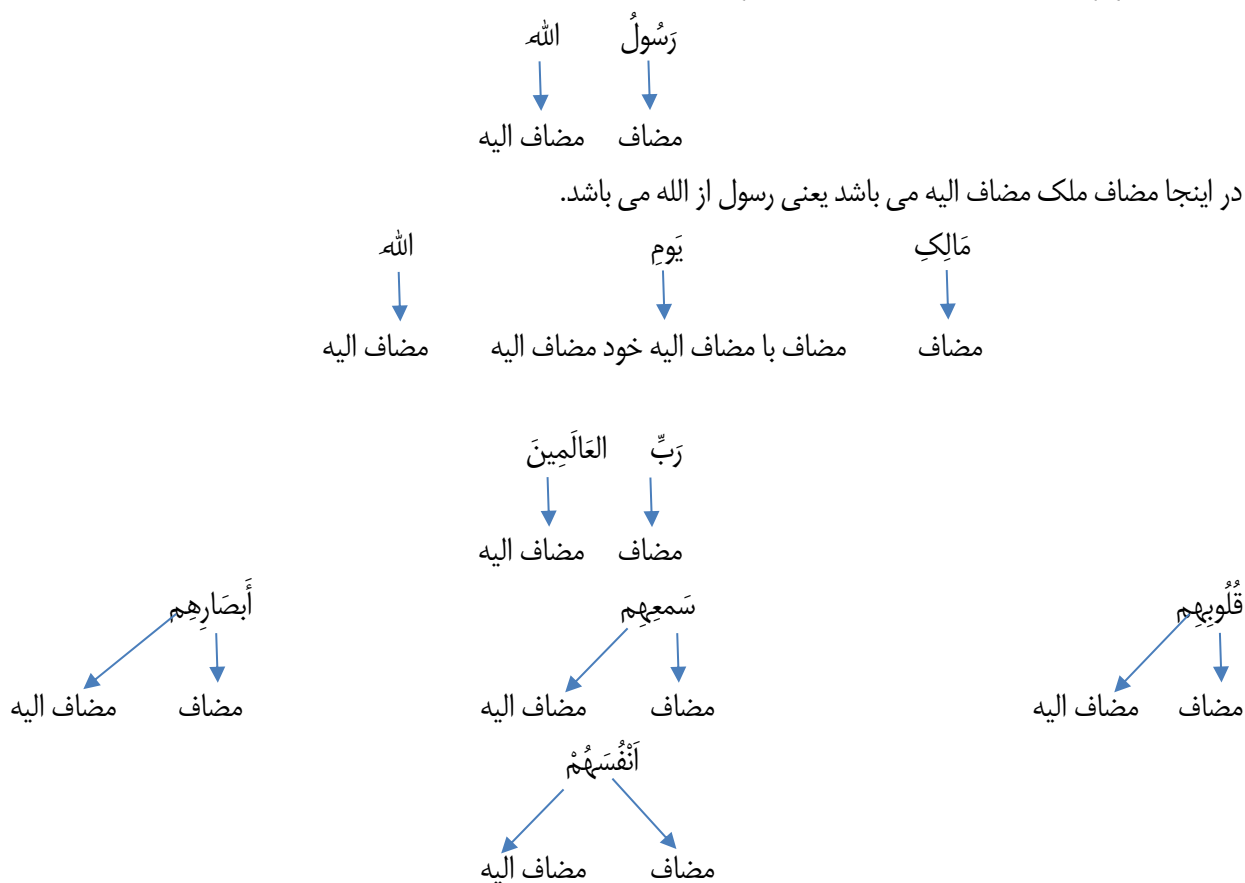 رَسُولُ اللهِ
مضاف مضاف الیه
در اینجا مضاف ملک مضاف الیه می باشد یعنی رسول از الله می باشد.
مَالِکِ یَومِ اللهِ
مضاف مضاف با مضاف الیه خود مضاف الیه مضاف الیه
رَبِّ العَالَمِینَ
مضاف مضاف الیه
قُلُوبِهِم سَمعِهِم أَبصَارِهِم
مضاف مضاف الیه مضاف مضاف الیه مضاف مضاف الیه
اَنْفُسَهُمْ
مضاف مضاف الیه